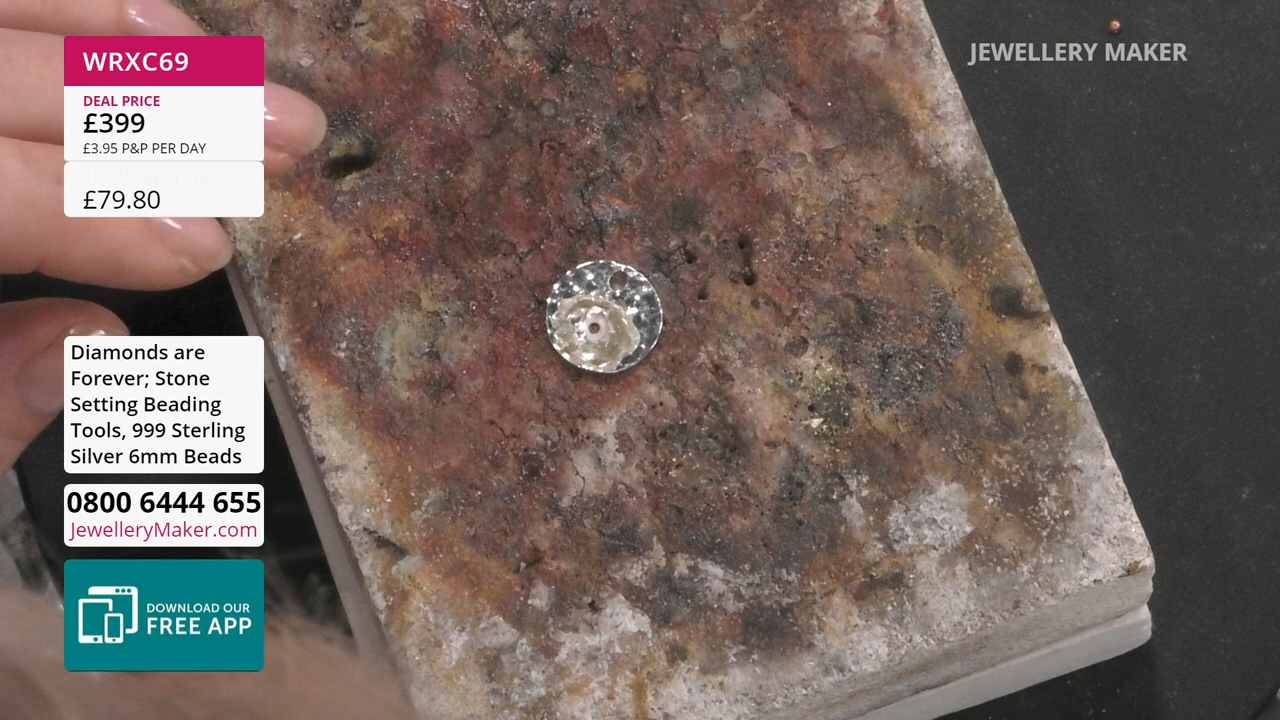 WRXC69
DEAL PRICE
£399
£3.95 P&P PER DAY
£79.80
Diamonds are
Forever; Stone
Setting Beading
Tools, 999 Sterling
Silver 6mm Beads
0800 6444 655
JewelleryMaker.com
DOWNLOAD OUR
FREE APP
JEWELLERY MAKER